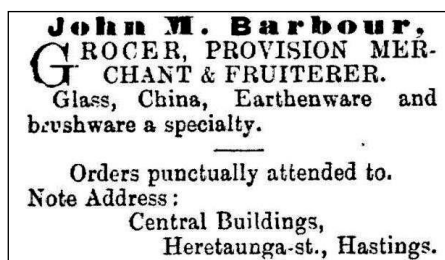 John M. Barbour,
GROCER, PROVISION MER-
CHANT & FRUITERER.
Glass, China, Earthenware and
brushware a specialty.
Orders punctually attended to.
Note Address:
Central Buildings,
Heretaunga-st., Hastings.